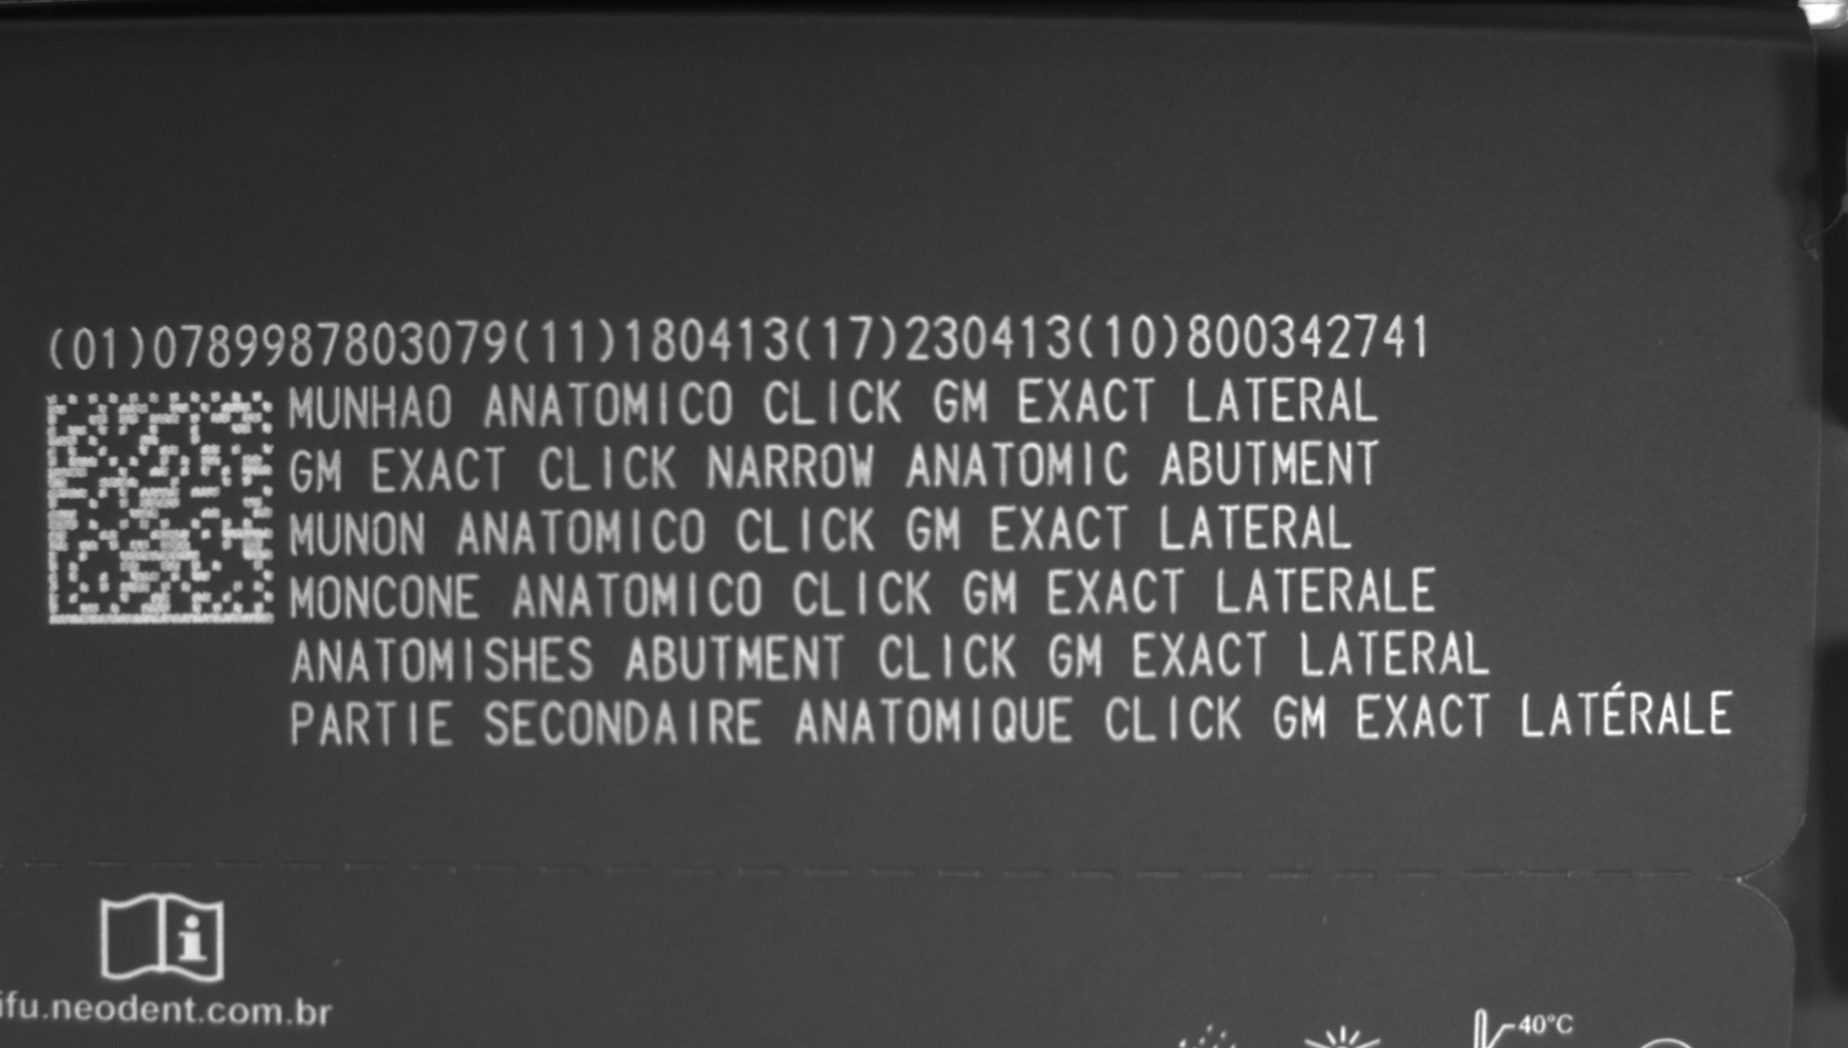 (01)0789987803079(11)180413(17)230413(10)800342741
MUNHAO ANATOMICO CLICK GM EXACT LATERAL
GM EXACT CLICK NARROW ANATOMIC ABUTMENT
MUNON ANATOMICO CLICK GM EXACT LATERAL
MONCONE ANATOMICO CLICK GM EXACT LATERALE
ANATOMISHES ABUTMENT CLICK GM EXACT LATERAL
PARTIE SECONDAIRE ANATOMIQUE CLICK GM EXACT LATÉRALE
ifu.neodent.com.br
40°C